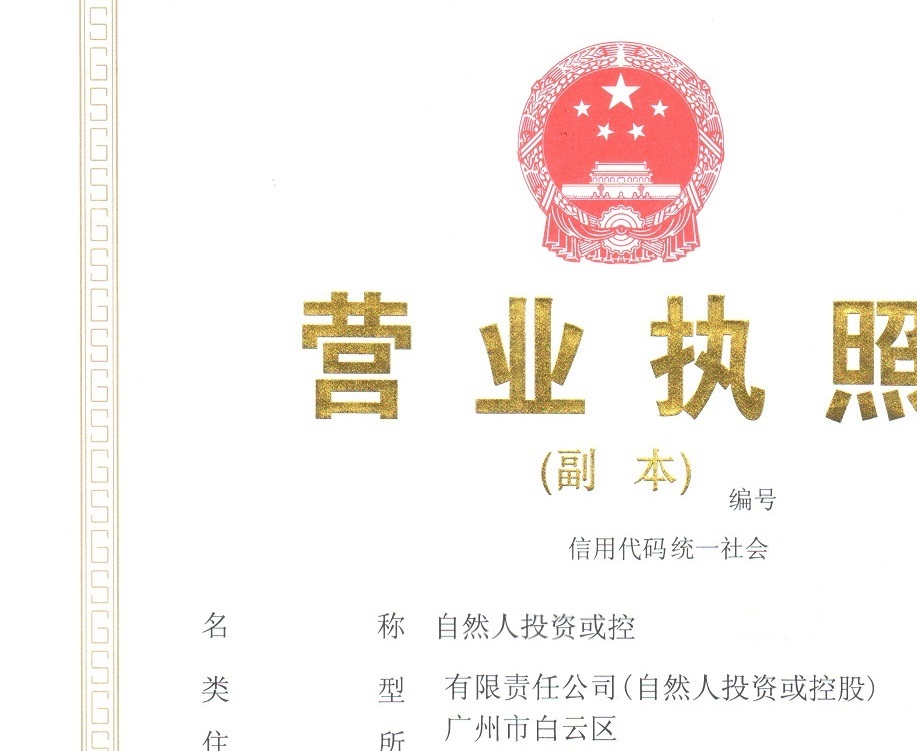 营业执照
(副 本)
编号
信用代码统一社会
名 称 自然人投资或控
类 型 有限责任公司(自然人投资或控股)
住 所 广州市白云区